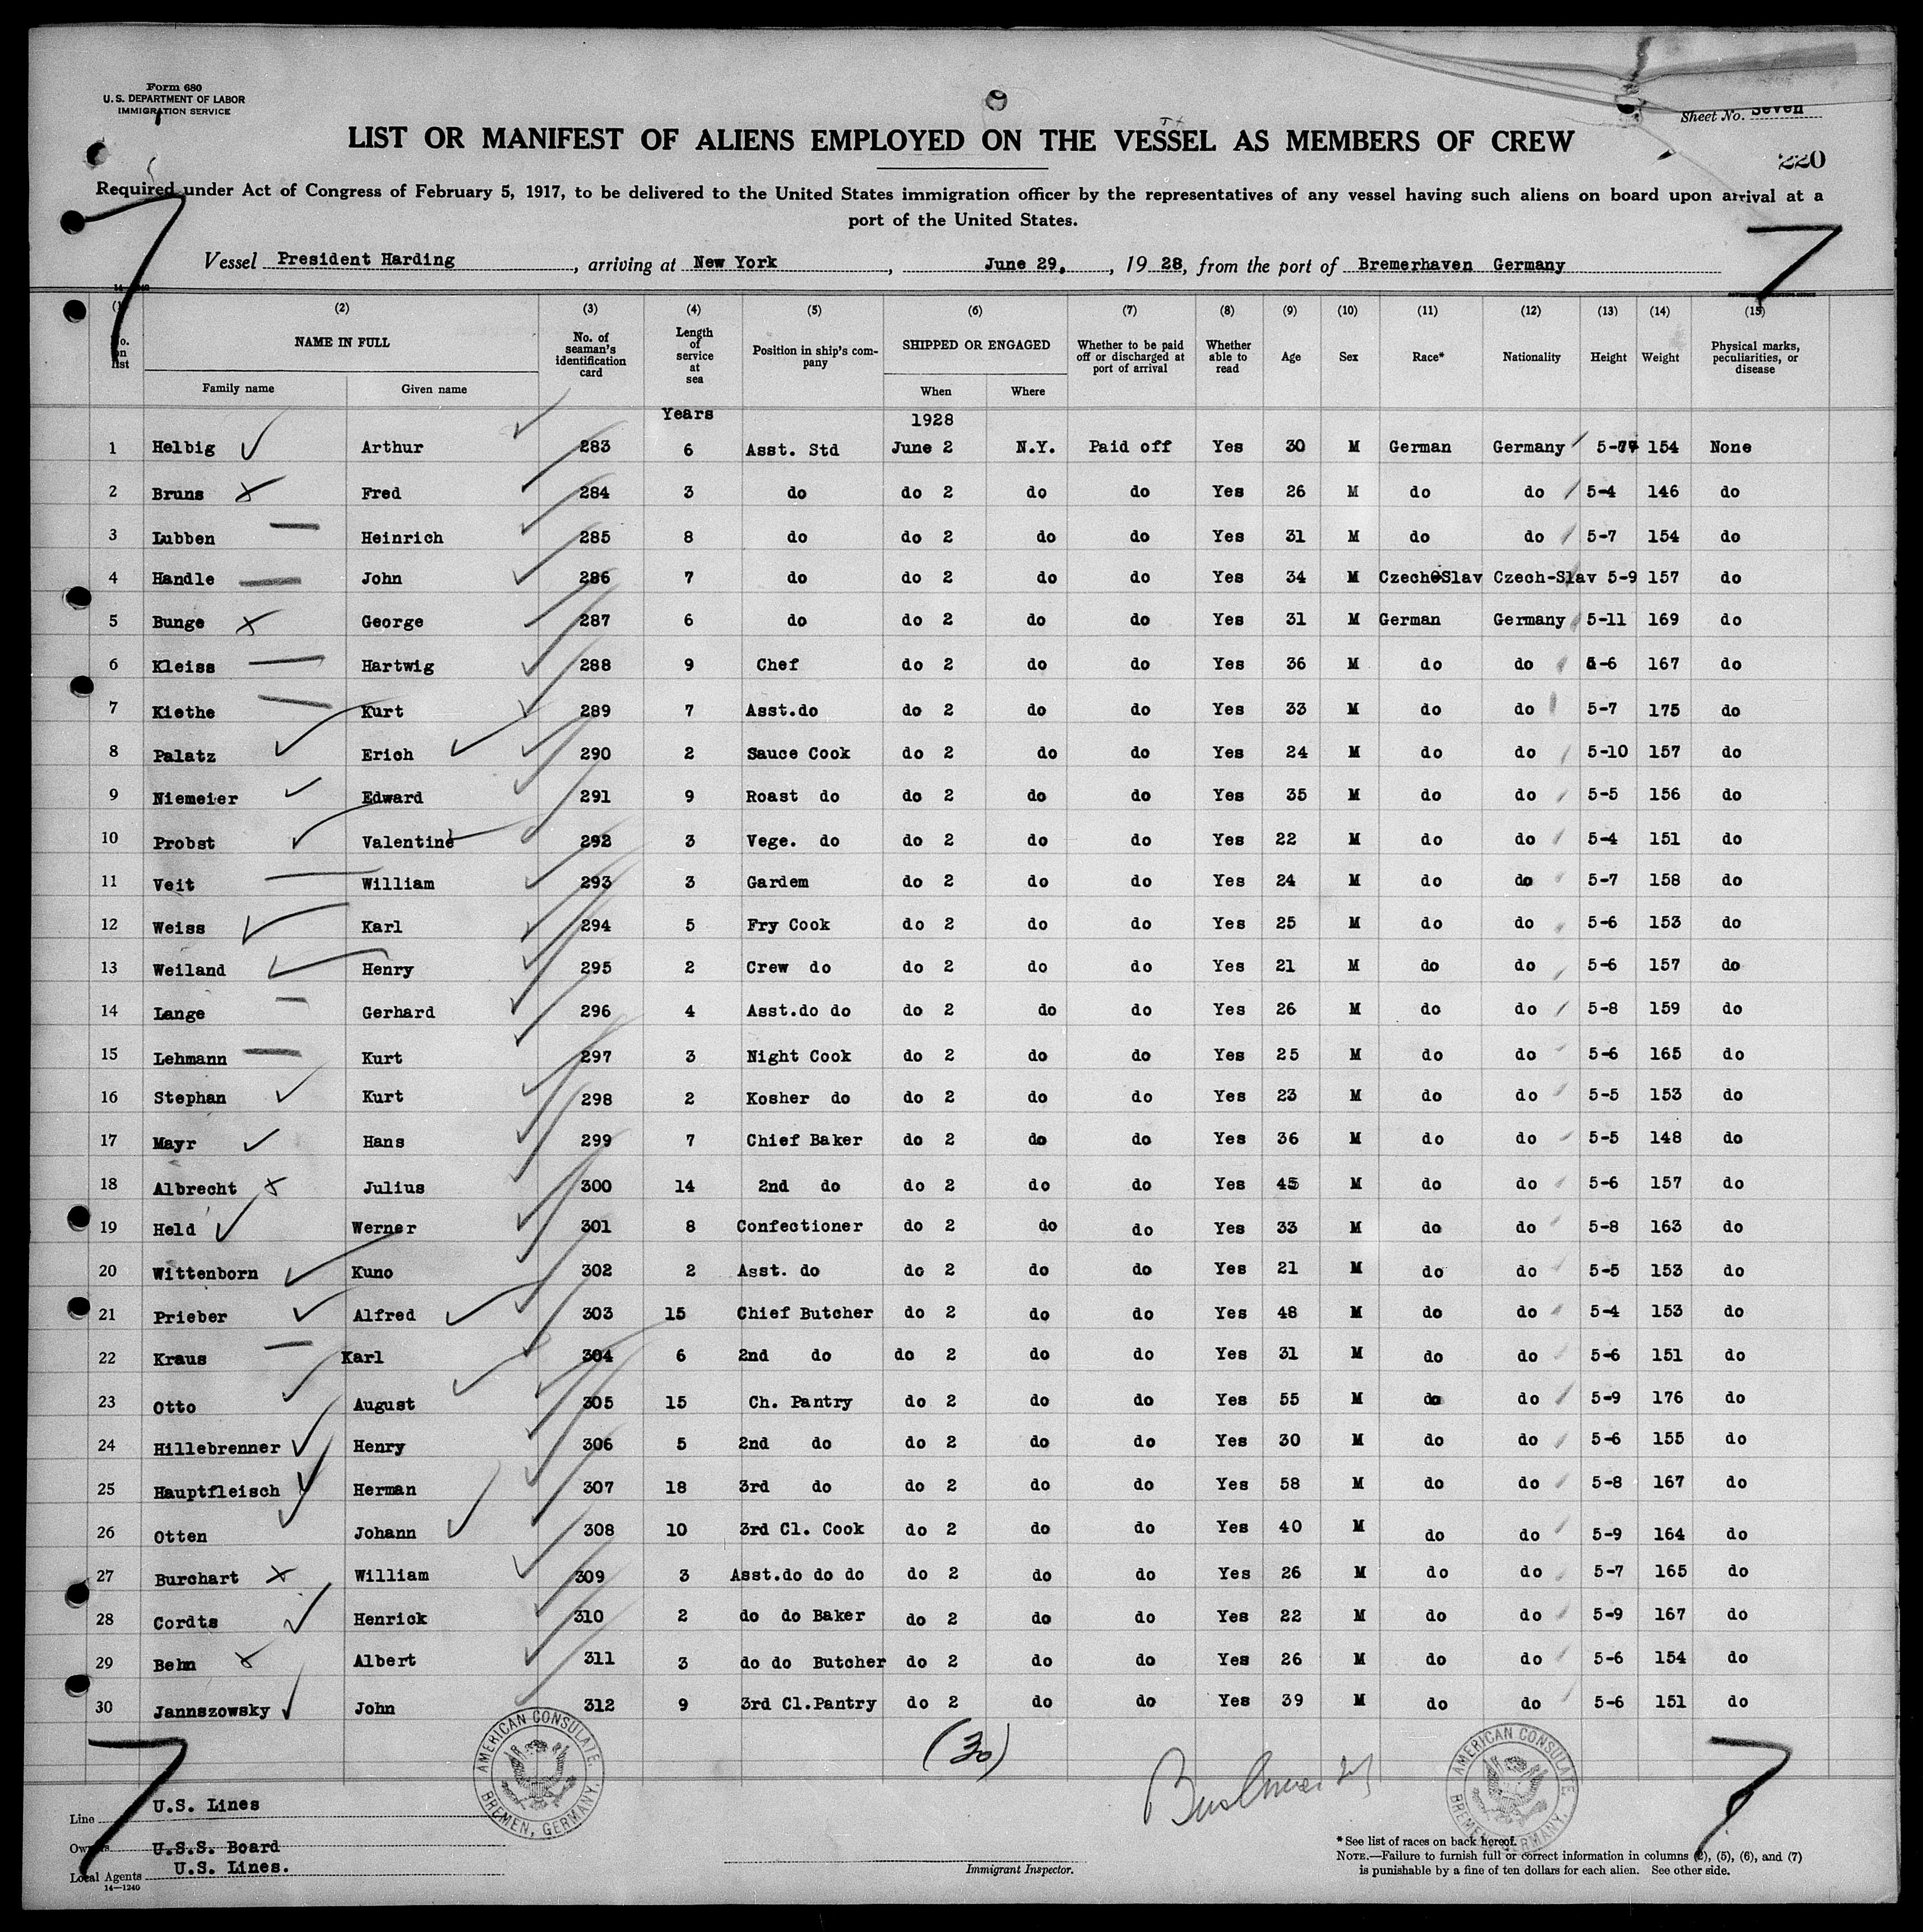 Form 680
U. S. DEPARTMENT OF LABOR
IMMIGRATION SERVICE
Sheet No. Seven
LIST OR MANIFEST OF ALIENS EMPLOYED ON THE VESSEL AS MEMBERS OF CREW
220
Required under Act of Congress of February 5, 1917, to be delivered to the United States immigration officer by the representatives of any vessel having such aliens on board upon arrival at a
port of the United States.
7 7
Vessel President Harding, arriving at New York, June 29, 1928, from the port of Bremerhaven Germany
(2) (3) (4) (5) (6) (7) (8) (9) (10) (11) (12) (13) (14) (15)
No. on list NAME IN FULL Family name Given name No. of seaman's identification card Length of service at sea Position in ship's company SHIPPED OR ENGAGED When Where Whether to be paid off or discharged at port of arrival Whether able to read Age Sex Race* Nationality Height Weight Physical marks, peculiarities, or disease
Years 1928
1 Helbig Arthur 283 6 Asst. Std June 2 N.Y. Paid off Yes 30 M German Germany 154 None
2 Bruns Fred 284 3 do do 2 do do Yes 26 M do do 5-4 146 do
3 Lubben Heinrich 285 8 do do 2 do do Yes 31 M do do 5-7 154 do
4 Handle John 286 7 do do 2 do do Yes 34 M Czech-Slav Czech-Slav 5-9 157 do
5 Bunge George 287 6 do do 2 do do Yes 31 M German Germany 5-11 169 do
6 Kleiss Hartwig 288 9 Chef do 2 do do Yes 36 M do do 5-6 167 do
7 Kiethe Kurt 289 7 Asst.do do 2 do do Yes 33 M do do 5-7 175 do
8 Palatz Erich 290 2 Sauce Cook do 2 do do Yes 24 M do do 5-10 157 do
9 Niemeier Edward 291 9 Roast do do 2 do do Yes 35 M do do 5-5 156 do
10 Probst Valentine 292 3 Vege. do do 2 do do Yes 22 M do do 5-4 151 do
11 Veit William 293 3 Gardem do 2 do do Yes 24 M do do 5-7 158 do
12 Weiss Karl 294 5 Fry Cook do 2 do do Yes 25 M do do 5-6 153 do
13 Weiland Henry 295 2 Crew do do 2 do do Yes 21 M do do 5-6 157 do
14 Lange Gerhard 296 4 Asst.do do do 2 do do Yes 26 M do do 5-8 159 do
15 Lehmann Kurt 297 3 Night Cook do 2 do do Yes 25 M do do 5-6 165 do
16 Stephan Kurt 298 2 Kosher do do 2 do do Yes 23 M do do 5-5 153 do
17 Mayr Hans 299 7 Chief Baker do 2 do do Yes 36 M do do 5-5 148 do
18 Albrecht Julius 300 14 2nd do do 2 do do Yes 45 M do do 5-6 157 do
19 Held Werner 301 8 Confectioner do 2 do do Yes 33 M do do 5-8 163 do
20 Wittenborn Kuno 302 2 Asst. do do 2 do do Yes 21 M do do 5-5 153 do
21 Prieber Alfred 303 15 Chief Butcher do 2 do do Yes 48 M do do 5-4 153 do
22 Kraus Karl 304 6 2nd do do 2 do do Yes 31 M do do 5-6 151 do
23 Otto August 305 15 Ch. Pantry do 2 do do Yes 55 M do do 5-9 176 do
24 Hillebrenner Henry 306 5 2nd do do 2 do do Yes 30 M do do 5-6 155 do
25 Hauptfleisch Herman 307 18 3rd do do 2 do do Yes 58 M do do 5-8 167 do
26 Otten Johann 308 10 3rd Cl. Cook do 2 do do Yes 40 M do do 5-9 164 do
27 Burchart William 309 3 Asst.do do do do 2 do do Yes 26 M do do 5-7 165 do
28 Cordts Henrick 310 2 do do Baker do 2 do do Yes 22 M do do 5-9 167 do
29 Behn Albert 311 3 do do Butcher do 2 do do Yes 26 M do do 5-6 154 do
30 Jannszowsky John 312 9 3rd Cl.Pantry do 2 do do Yes 39 M do do 5-6 151 do
(30)
7
AMERICAN CONSULATE, BREMEN, GERMANY.
AMERICAN CONSULATE BREMEN, GERMANY.
Line U.S. Lines
Owners U.S.S. Board
Local Agents U.S. Lines.
14—1240
Immigrant Inspector.
* See list of races on back hereof.
NOTE.—Failure to furnish full or correct information in columns (2), (5), (6), and (7)
is punishable by a fine of ten dollars for each alien. See other side.